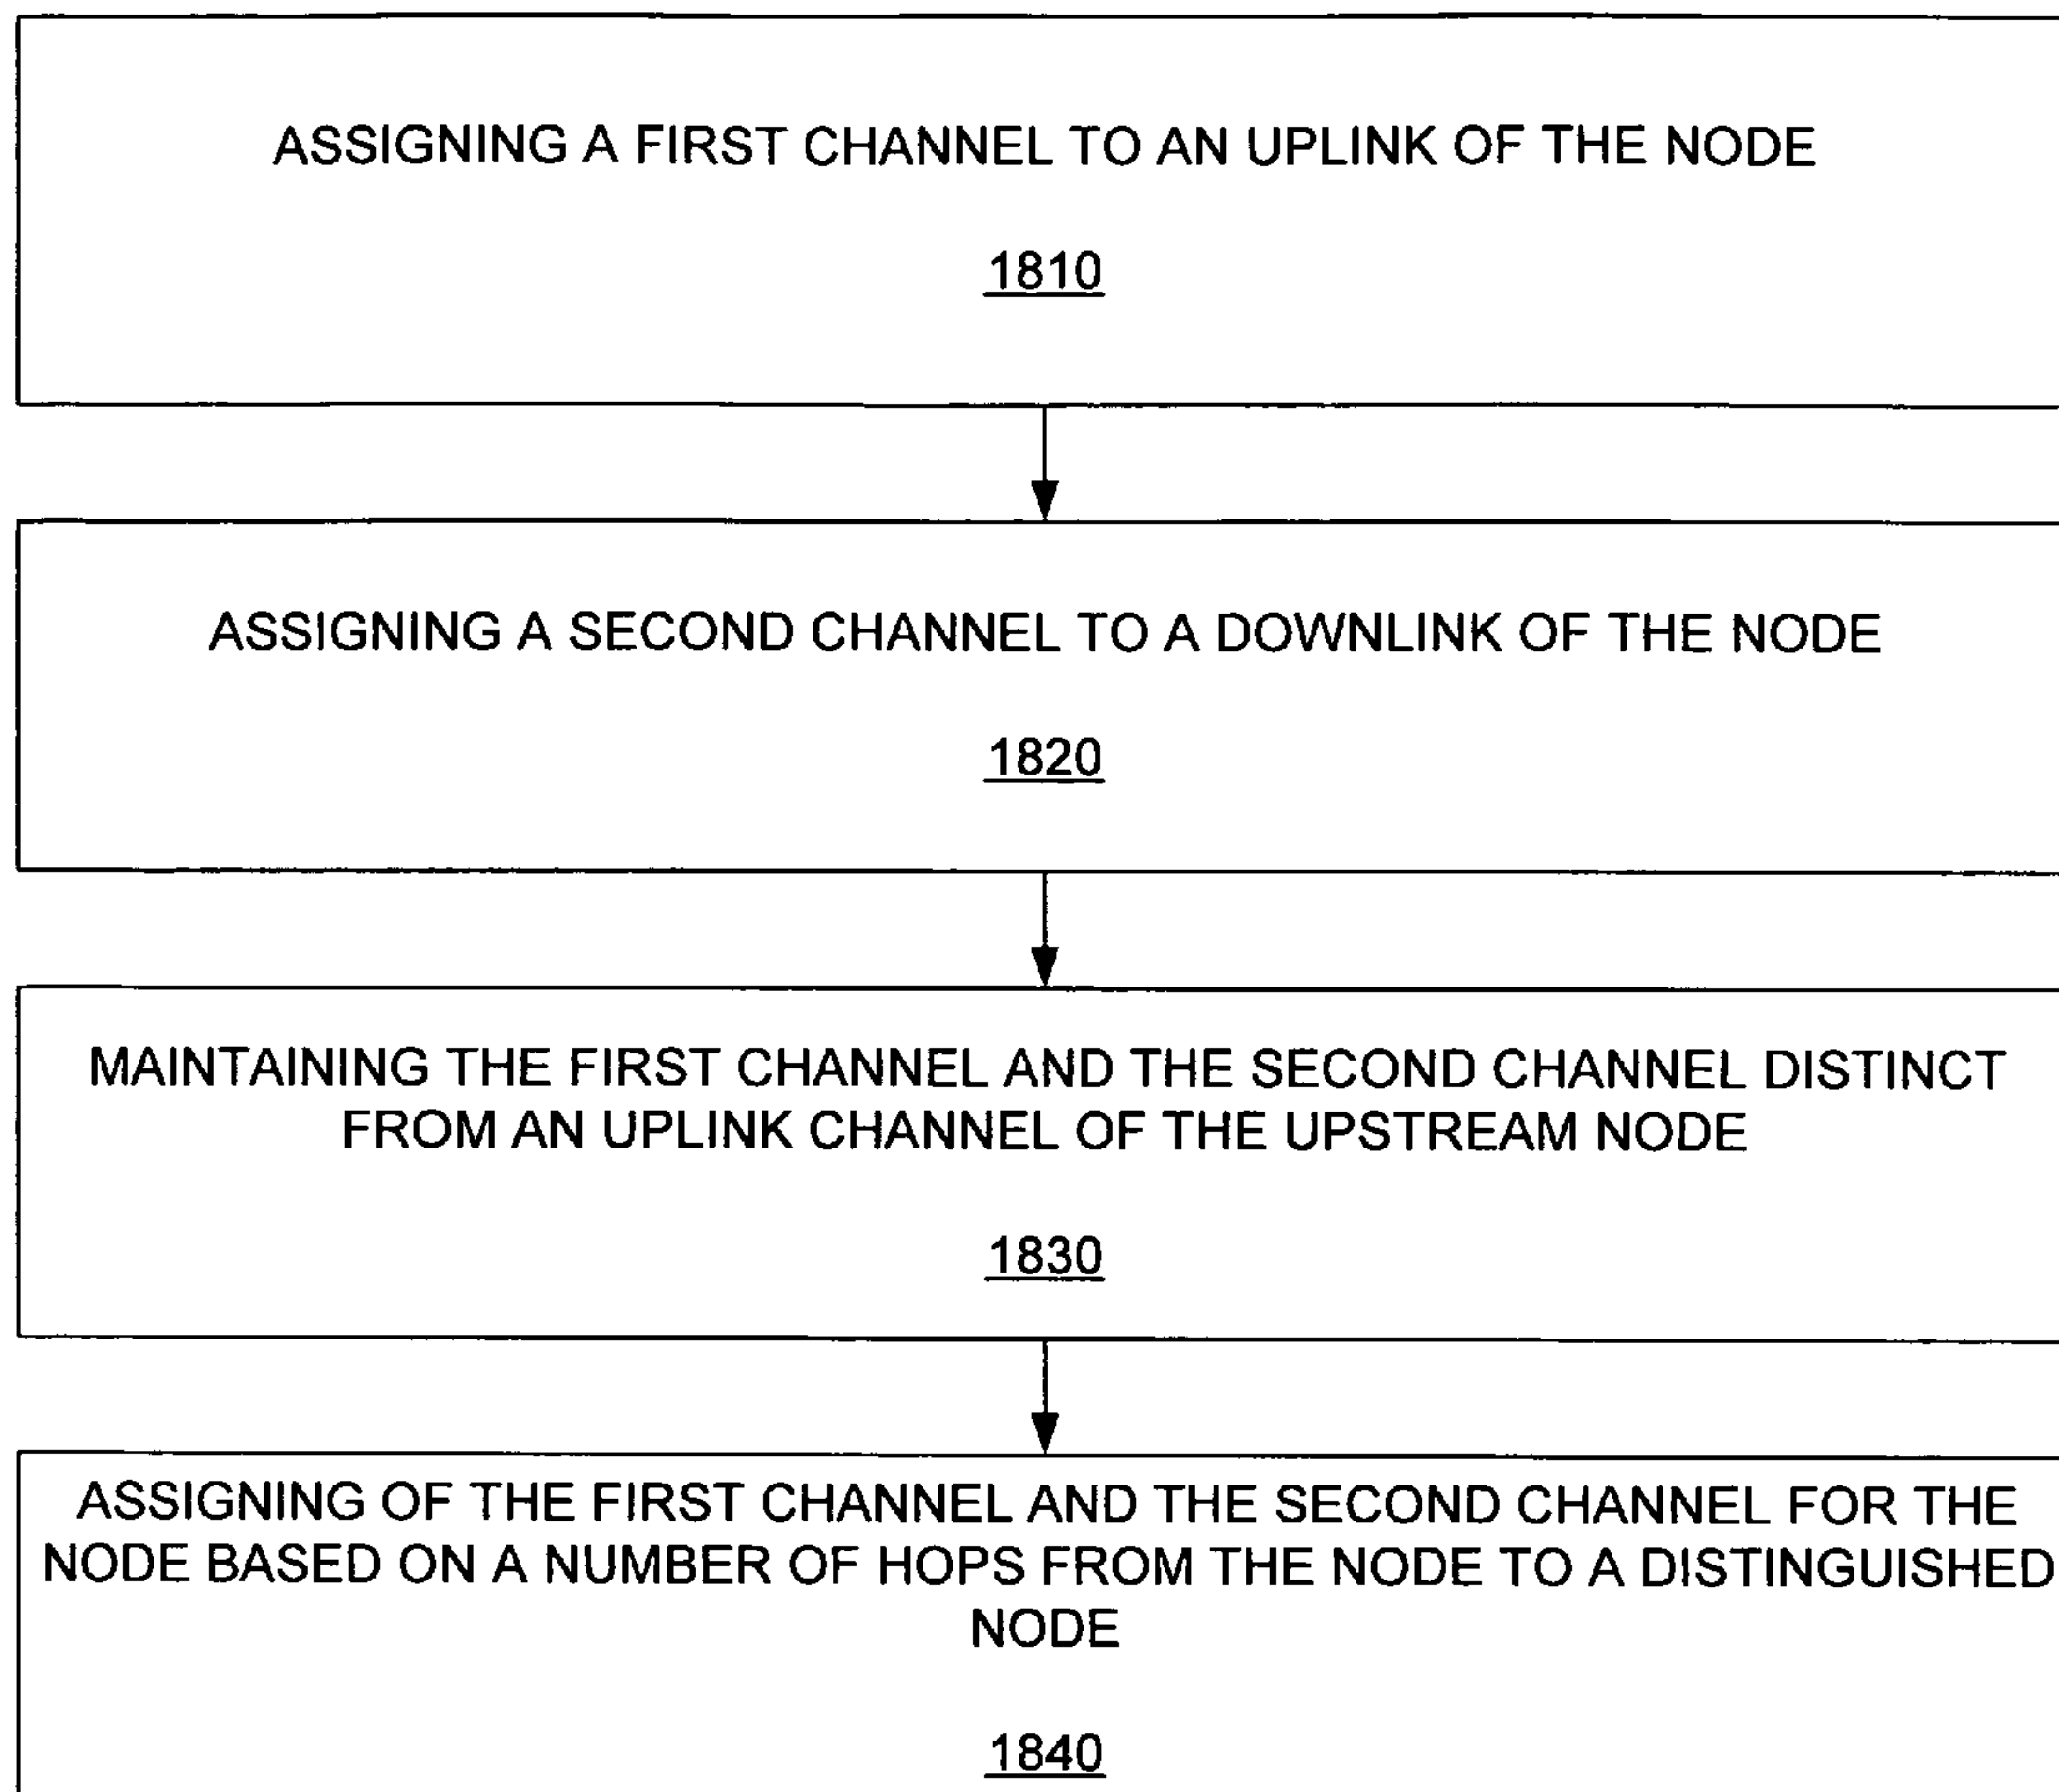 ASSIGNING A FIRST CHANNEL TO AN UPLINK OF THE NODE
1810
ASSIGNING A SECOND CHANNEL TO A DOWNLINK OF THE NODE
1820
MAINTAINING THE FIRST CHANNEL AND THE SECOND CHANNEL DISTINCT
FROM AN UPLINK CHANNEL OF THE UPSTREAM NODE
1830
ASSIGNING OF THE FIRST CHANNEL AND THE SECOND CHANNEL FOR THE
NODE BASED ON A NUMBER OF HOPS FROM THE NODE TO A DISTINGUISHED
NODE
1840